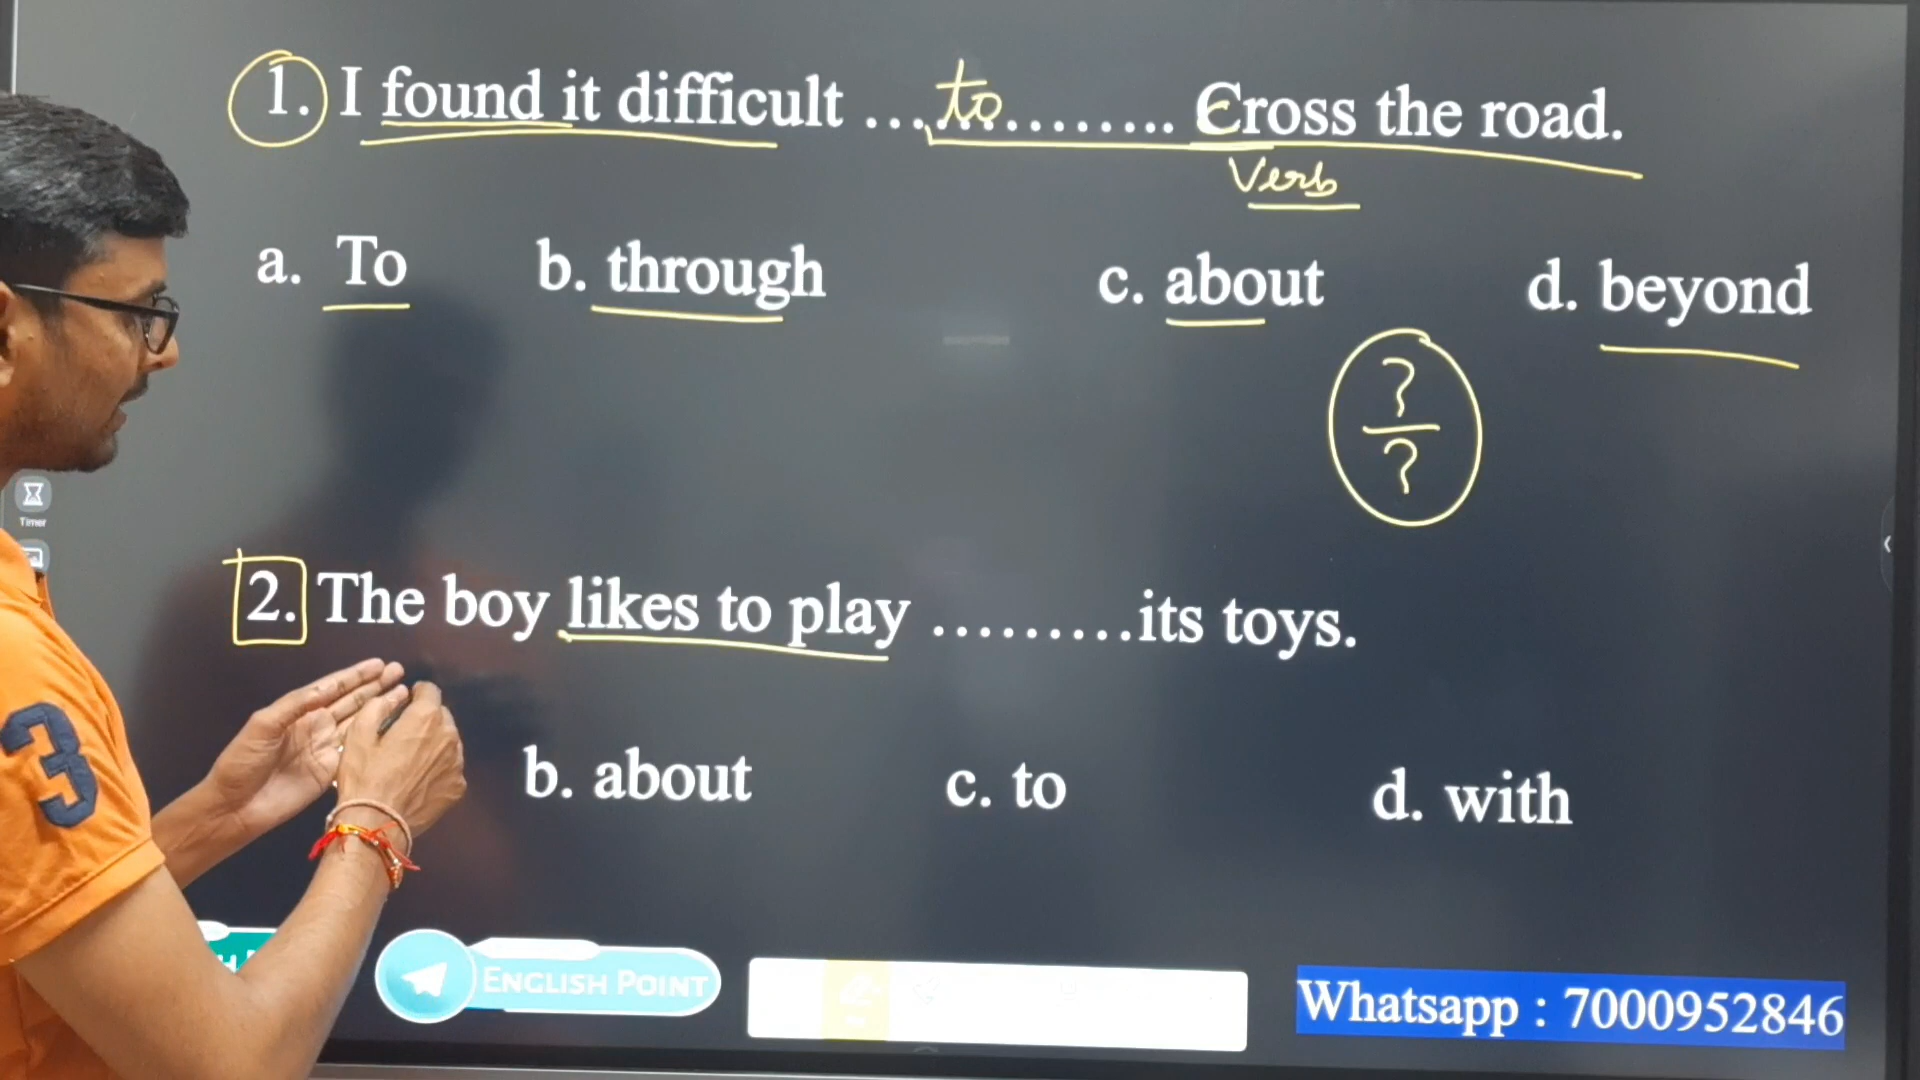 1. I found it difficult ...to......... Cross the road.
Verb
a. To b. through c. about d. beyond
?
?
2. The boy likes to play .........its toys.
b. about c. to d. with
3
Timer
ENGLISH POINT
Whatsapp : 7000952846